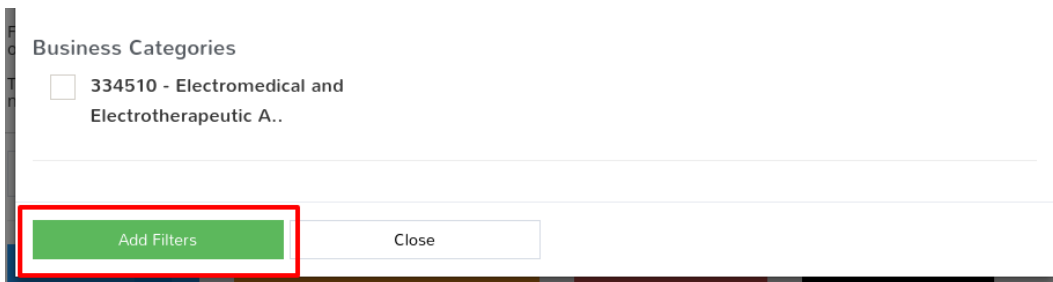 Business Categories
334510 - Electromedical and
Electrotherapeutic A..
Add Filters
Close